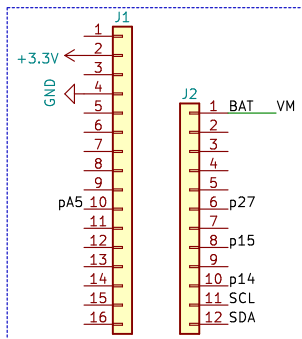 J1
1
2
+3.3V
3
4
GND
5
6
7
8
9
pA5 10
11
12
13
14
15
16
J2
1 BAT VM
2
3
4
5
6 p27
7
8 p15
9
10 p14
11 SCL
12 SDA